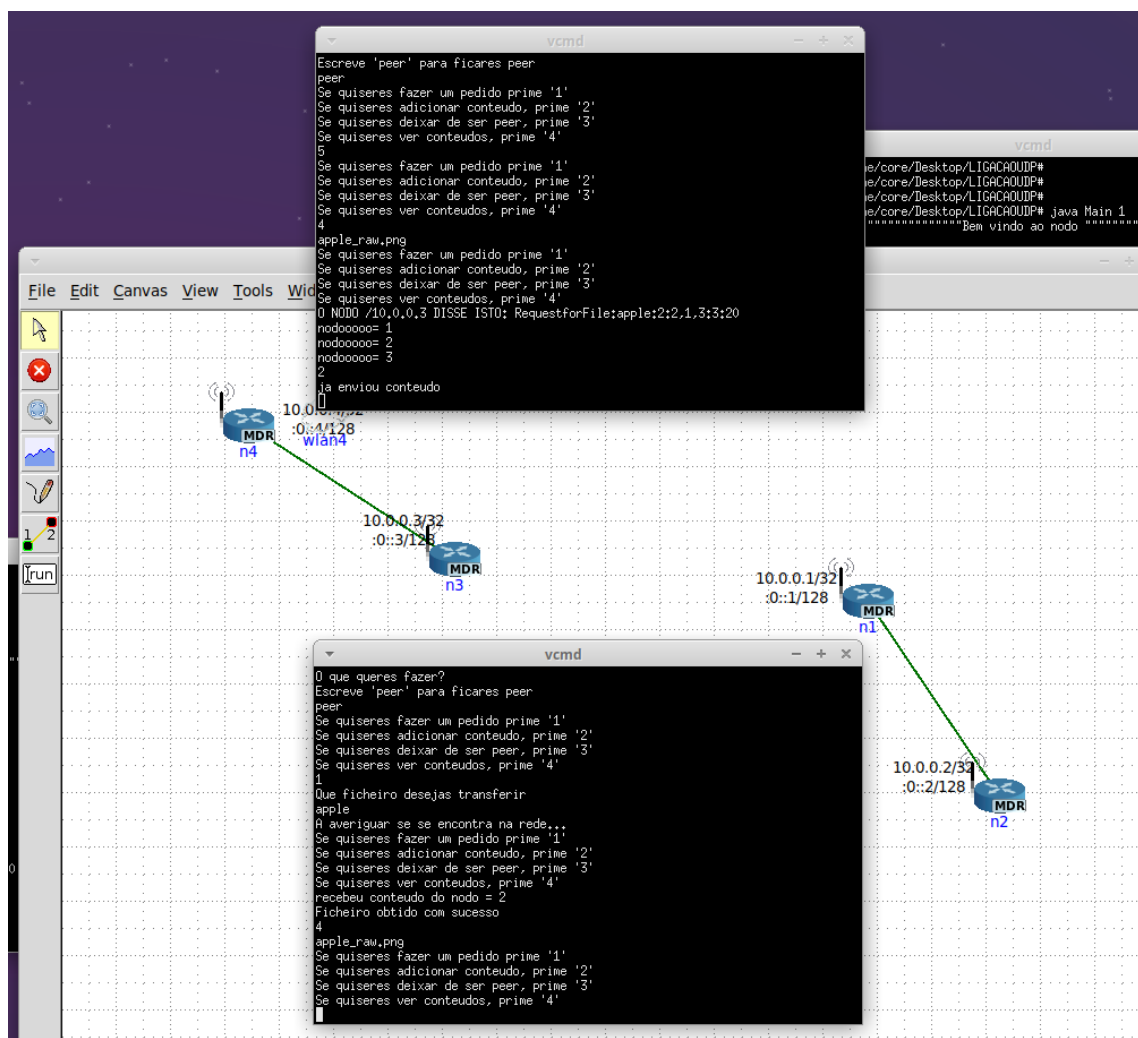 vcmd
Escreve 'peer' para ficares peer
peer
Se quiseres fazer um pedido prime '1'
Se quiseres adicionar conteudo, prime '2'
Se quiseres deixar de ser peer, prime '3'
Se quiseres ver conteudos, prime '4'
5
Se quiseres fazer um pedido prime '1'
Se quiseres adicionar conteudo, prime '2'
Se quiseres deixar de ser peer, prime '3'
Se quiseres ver conteudos, prime '4'
4
apple_raw.png
Se quiseres fazer um pedido prime '1'
Se quiseres adicionar conteudo, prime '2'
Se quiseres deixar de ser peer, prime '3'
Se quiseres ver conteudos, prime '4'
O NODO /10.0.0.3 DISSE ISTO: RequestforFile:apple:2:2,1,3:3:20
nodooooo= 1
nodooooo= 2
nodooooo= 3
2
ja enviou conteudo
vcmd
e/core/Desktop/LIGACAOUDP#
e/core/Desktop/LIGACAOUDP#
e/core/Desktop/LIGACAOUDP#
e/core/Desktop/LIGACAOUDP# java Main 1
"""""""""""""""Bem vindo ao nodo """"""""
File Edit Canvas View Tools Wid
:0::4/128
wlan4
MDR
n4
10.0.0.3/32
:0::3/128
MDR
n3
10.0.0.1/32
:0::1/128
MDR
n1
10.0.0.2/32
:0::2/128
MDR
n2
1 2
run
vcmd
O que queres fazer?
Escreve 'peer' para ficares peer
peer
Se quiseres fazer um pedido prime '1'
Se quiseres adicionar conteudo, prime '2'
Se quiseres deixar de ser peer, prime '3'
Se quiseres ver conteudos, prime '4'
1
Que ficheiro desejas transferir
apple
A averiguar se se encontra na rede...
Se quiseres fazer um pedido prime '1'
Se quiseres adicionar conteudo, prime '2'
Se quiseres deixar de ser peer, prime '3'
Se quiseres ver conteudos, prime '4'
recebeu conteudo do nodo = 2
Ficheiro obtido com sucesso
4
apple_raw.png
Se quiseres fazer um pedido prime '1'
Se quiseres adicionar conteudo, prime '2'
Se quiseres deixar de ser peer, prime '3'
Se quiseres ver conteudos, prime '4'